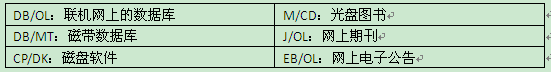 DB/OL：联机网上的数据库 M/CD：光盘图书
DB/MT：磁带数据库 J/OL：网上期刊
CP/DK：磁盘软件 EB/OL：网上电子公告